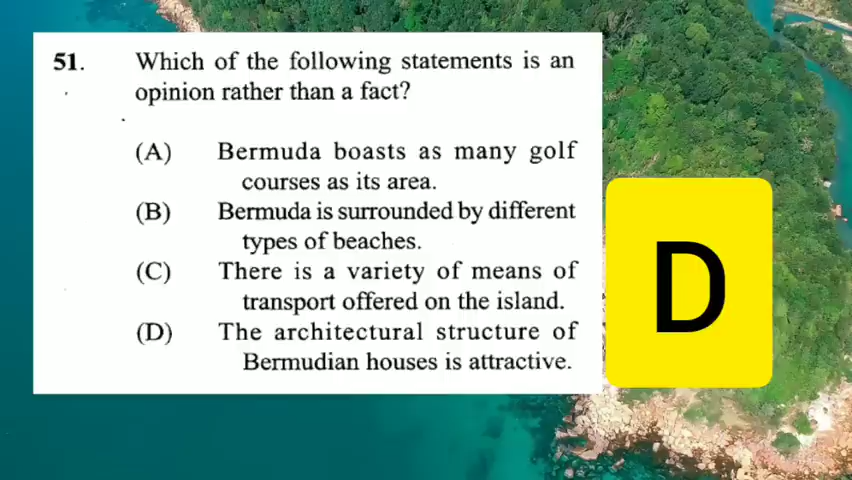 51. Which of the following statements is an
opinion rather than a fact?
(A) Bermuda boasts as many golf
courses as its area.
(B) Bermuda is surrounded by different
types of beaches.
(C) There is a variety of means of
transport offered on the island.
(D) The architectural structure of
Bermudian houses is attractive.
D